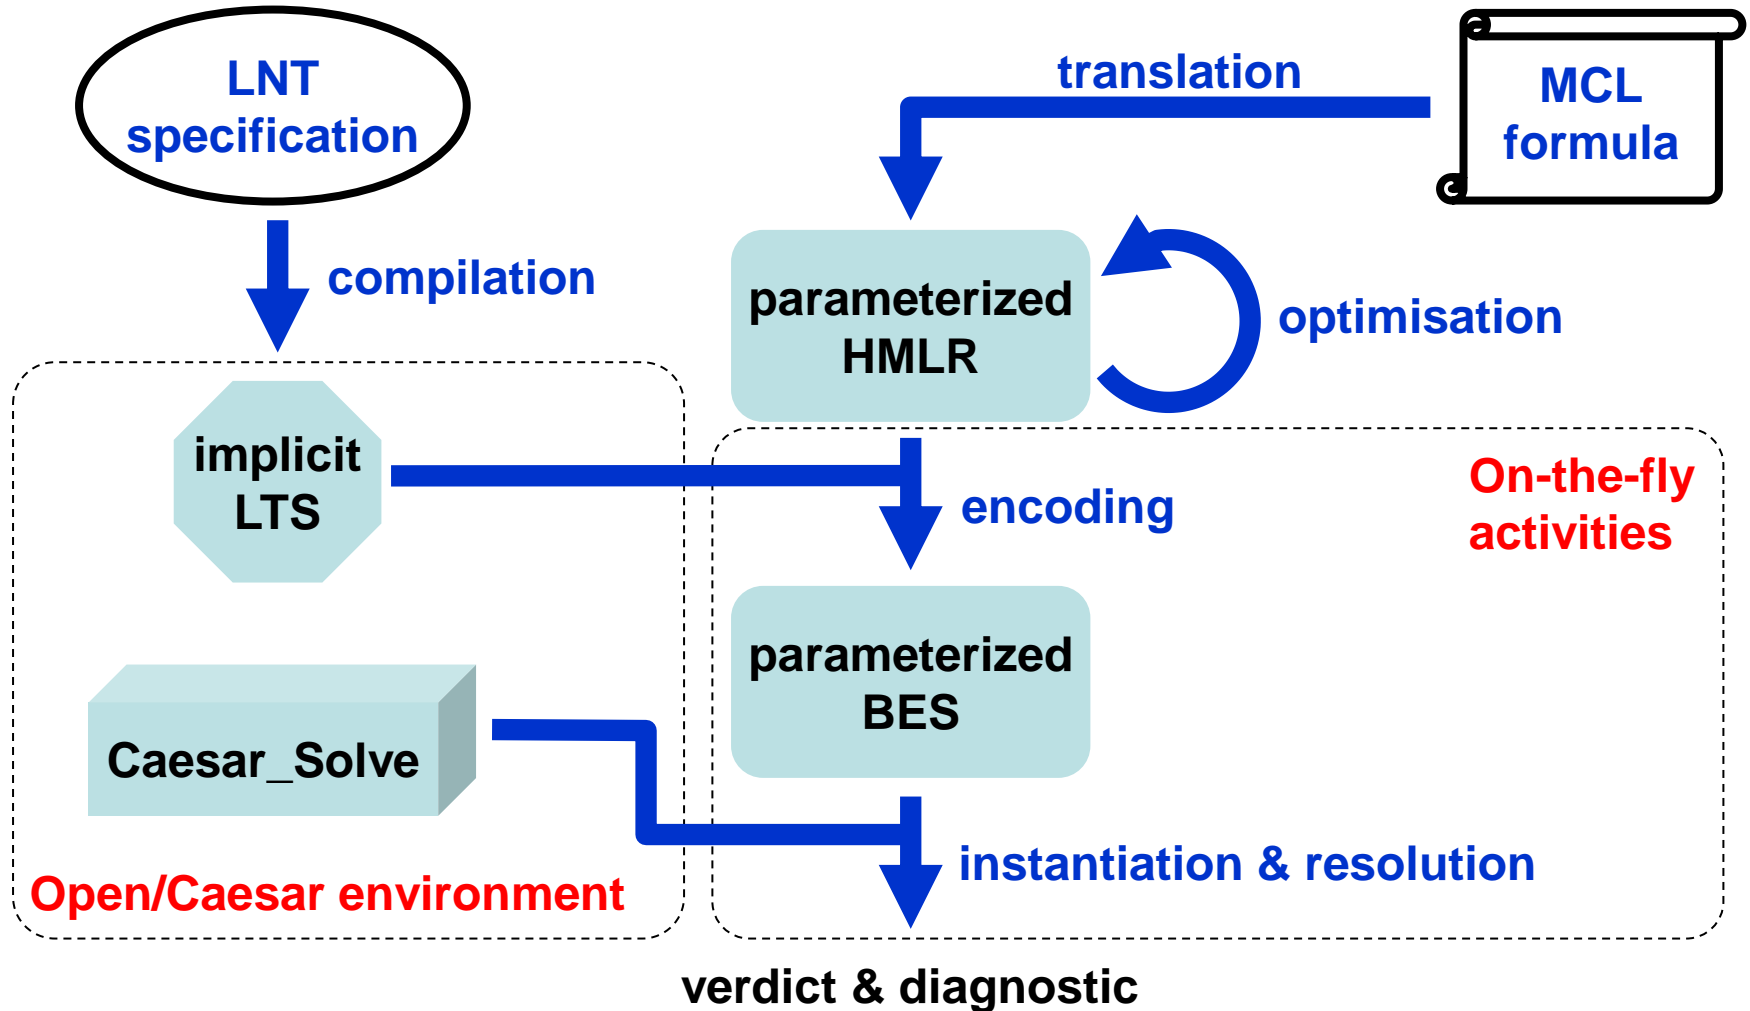 LNT
specification
translation
MCL
formula
compilation
parameterized
HMLR
optimisation
implicit
LTS
encoding
On-the-fly
activities
parameterized
BES
Caesar_Solve
instantiation & resolution
Open/Caesar environment
verdict & diagnostic